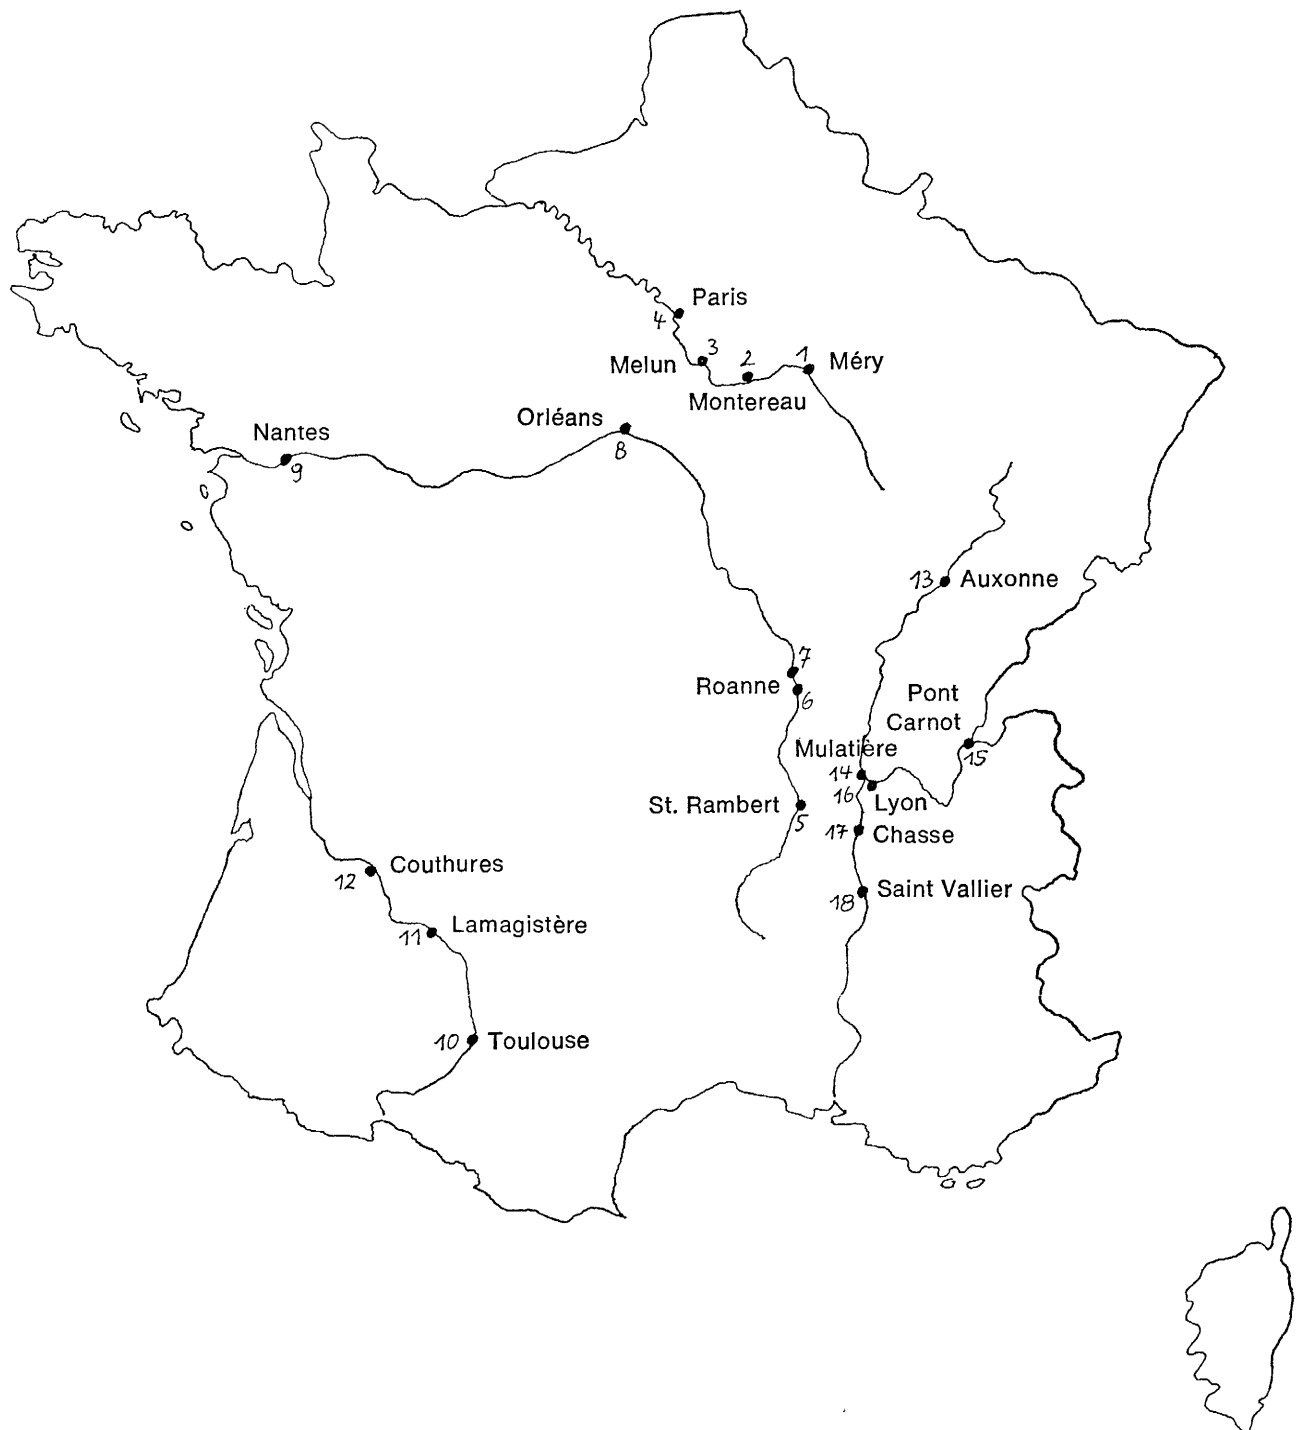 Paris
4
3
Melun
2
1
Méry
Montereau
Orléans
8
Nantes
9
13
Auxonne
7
Roanne
6
Pont
Carnot
15
Mulatière
14
16
Lyon
St. Rambert
5
17
Chasse
Couthures
12
18
Saint Vallier
Lamagistère
11
10
Toulouse